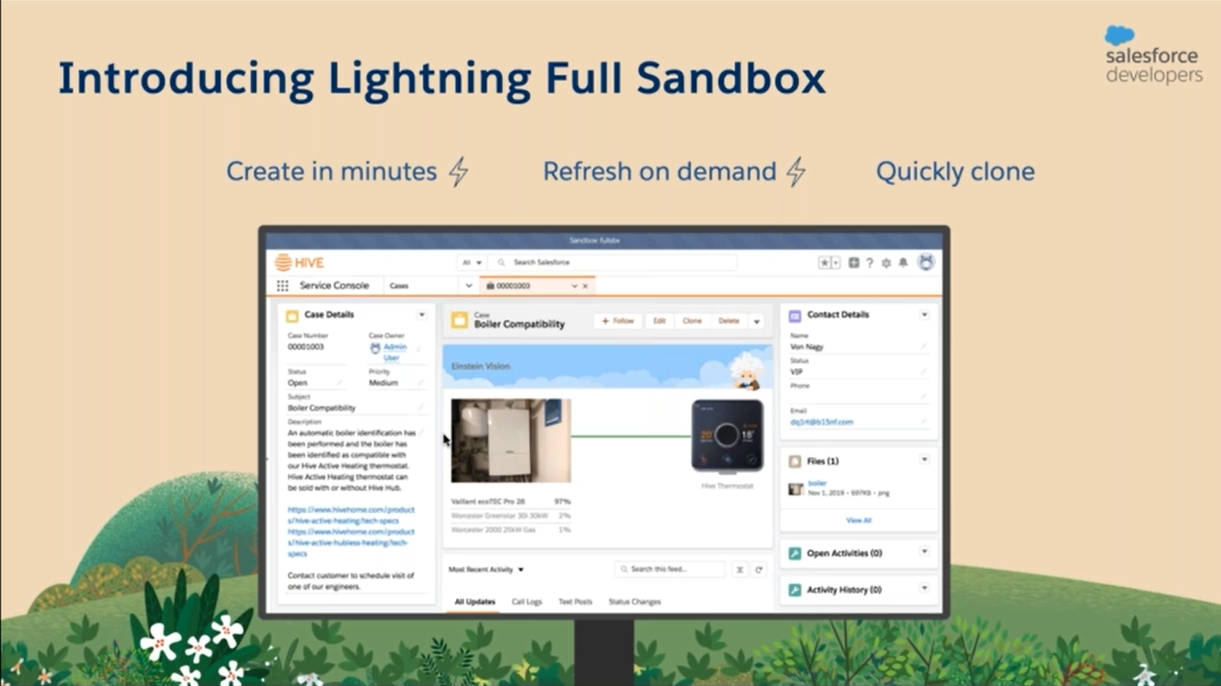 Introducing Lightning Full Sandbox
salesforce
developers
Create in minutes
Refresh on demand
Quickly clone
Sandbox: fullsbx
HIVE
All
Search Salesforce
Service Console
Cases
00001003
Case Details
Case Number
00001003
Case Owner
Admin
User
Status
Open
Priority
Medium
Subject
Boiler Compatibility
Description
An automatic boiler identification has
been performed and the boiler has
been identified as compatible with
our Hive Active Heating thermostat.
Hive Active Heating thermostat can
be sold with or without Hive Hub.
https://www.hivehome.com/product
s/hive-active-heating/tech-specs
https://www.hivehome.com/product
s/hive-active-hubless-heating/tech-
specs
Contact customer to schedule visit of
one of our engineers.
Case
Boiler Compatibility
+ Follow
Edit
Clone
Delete
Einstein Vision
20°
18°
Hive Thermostat
Vaillant ecoTEC Pro 28 97%
Worcester Greenstar 30i 30kW 2%
Worcester 2000 25kW Gas 1%
Most Recent Activity
Search this feed...
All Updates
Call Logs
Text Posts
Status Changes
Contact Details
Name
Von Nagy
Status
VIP
Phone
Email
Files (1)
boiler
Nov 1, 2019 • 697KB • png
View All
Open Activities (0)
Activity History (0)